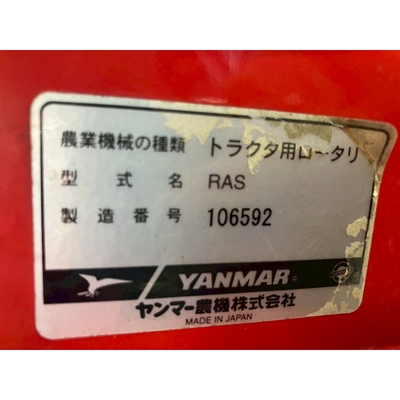 農業機械の種類 トラクタ用ロータリ
型式名 RAS
製造番号 106592
YANMAR R
ヤンマー農機株式会社
MADE IN JAPAN